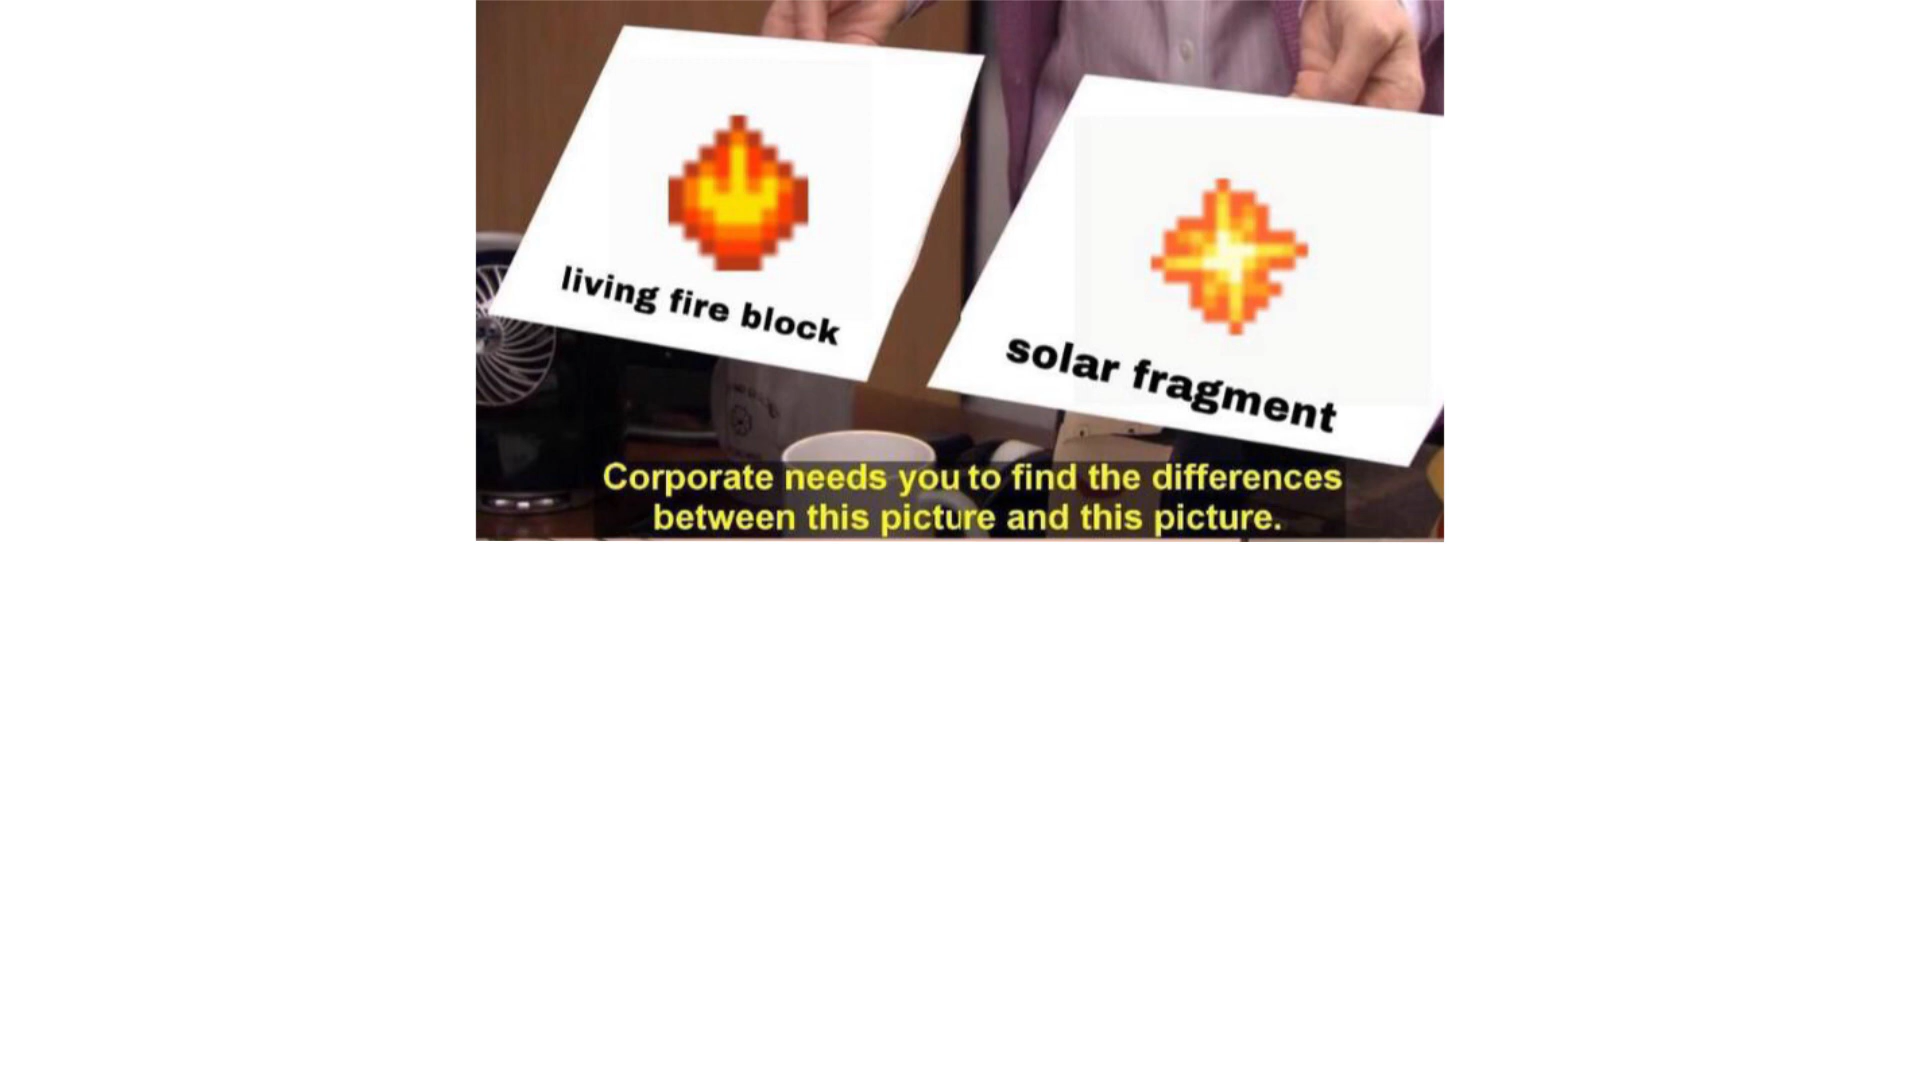 living fire block
solar fragment
Corporate needs you to find the differences
between this picture and this picture.